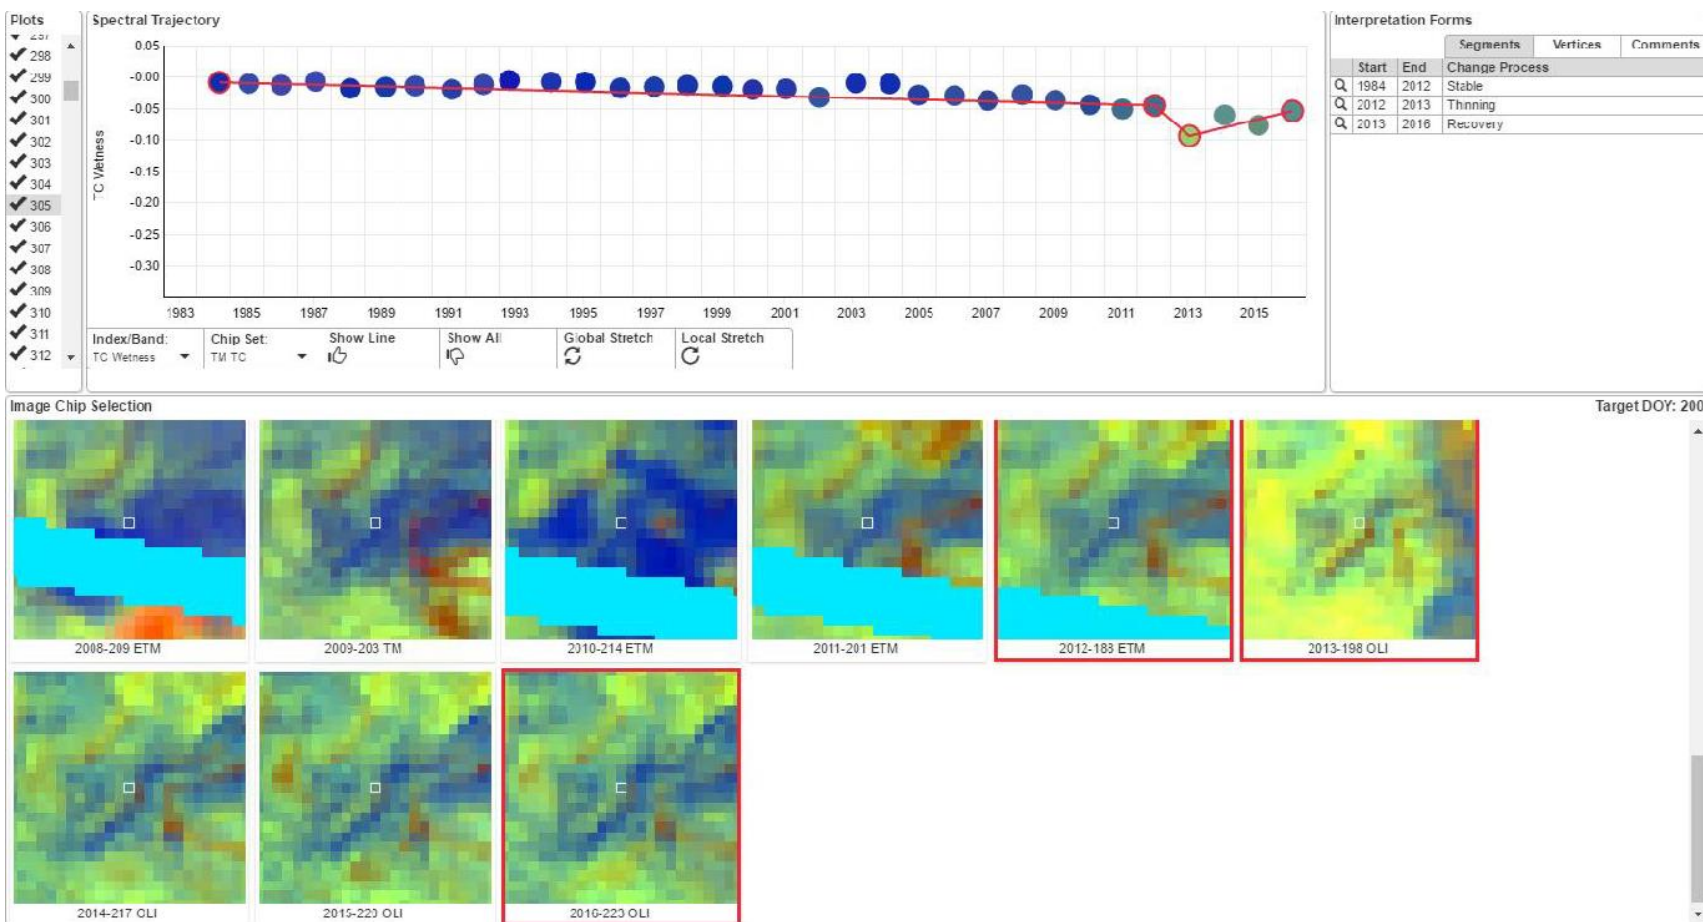 Plots
298
299
300
301
302
303
304
305
306
307
308
309
310
311
312
Spectral Trajectory
TC Wetness
0.05
-0.00
-0.05
-0.10
-0.15
-0.20
-0.25
-0.30
1983 1985 1987 1989 1991 1993 1995 1997 1999 2001 2003 2005 2007 2009 2011 2013 2015
Index/Band: Chip Set: Show Line Show All Global Stretch Local Stretch
TC Wetness TM TC
Interpretation Forms
Segments Vertices Comments
Start End Change Process
1984 2012 Stable
2012 2013 Thinning
2013 2016 Recovery
Image Chip Selection Target DOY: 200
2008-209 ETM 2009-203 TM 2010-214 ETM 2011-201 ETM 2012-188 ETM 2013-198 OLI
2014-217 OLI 2015-220 OLI 2016-223 OLI